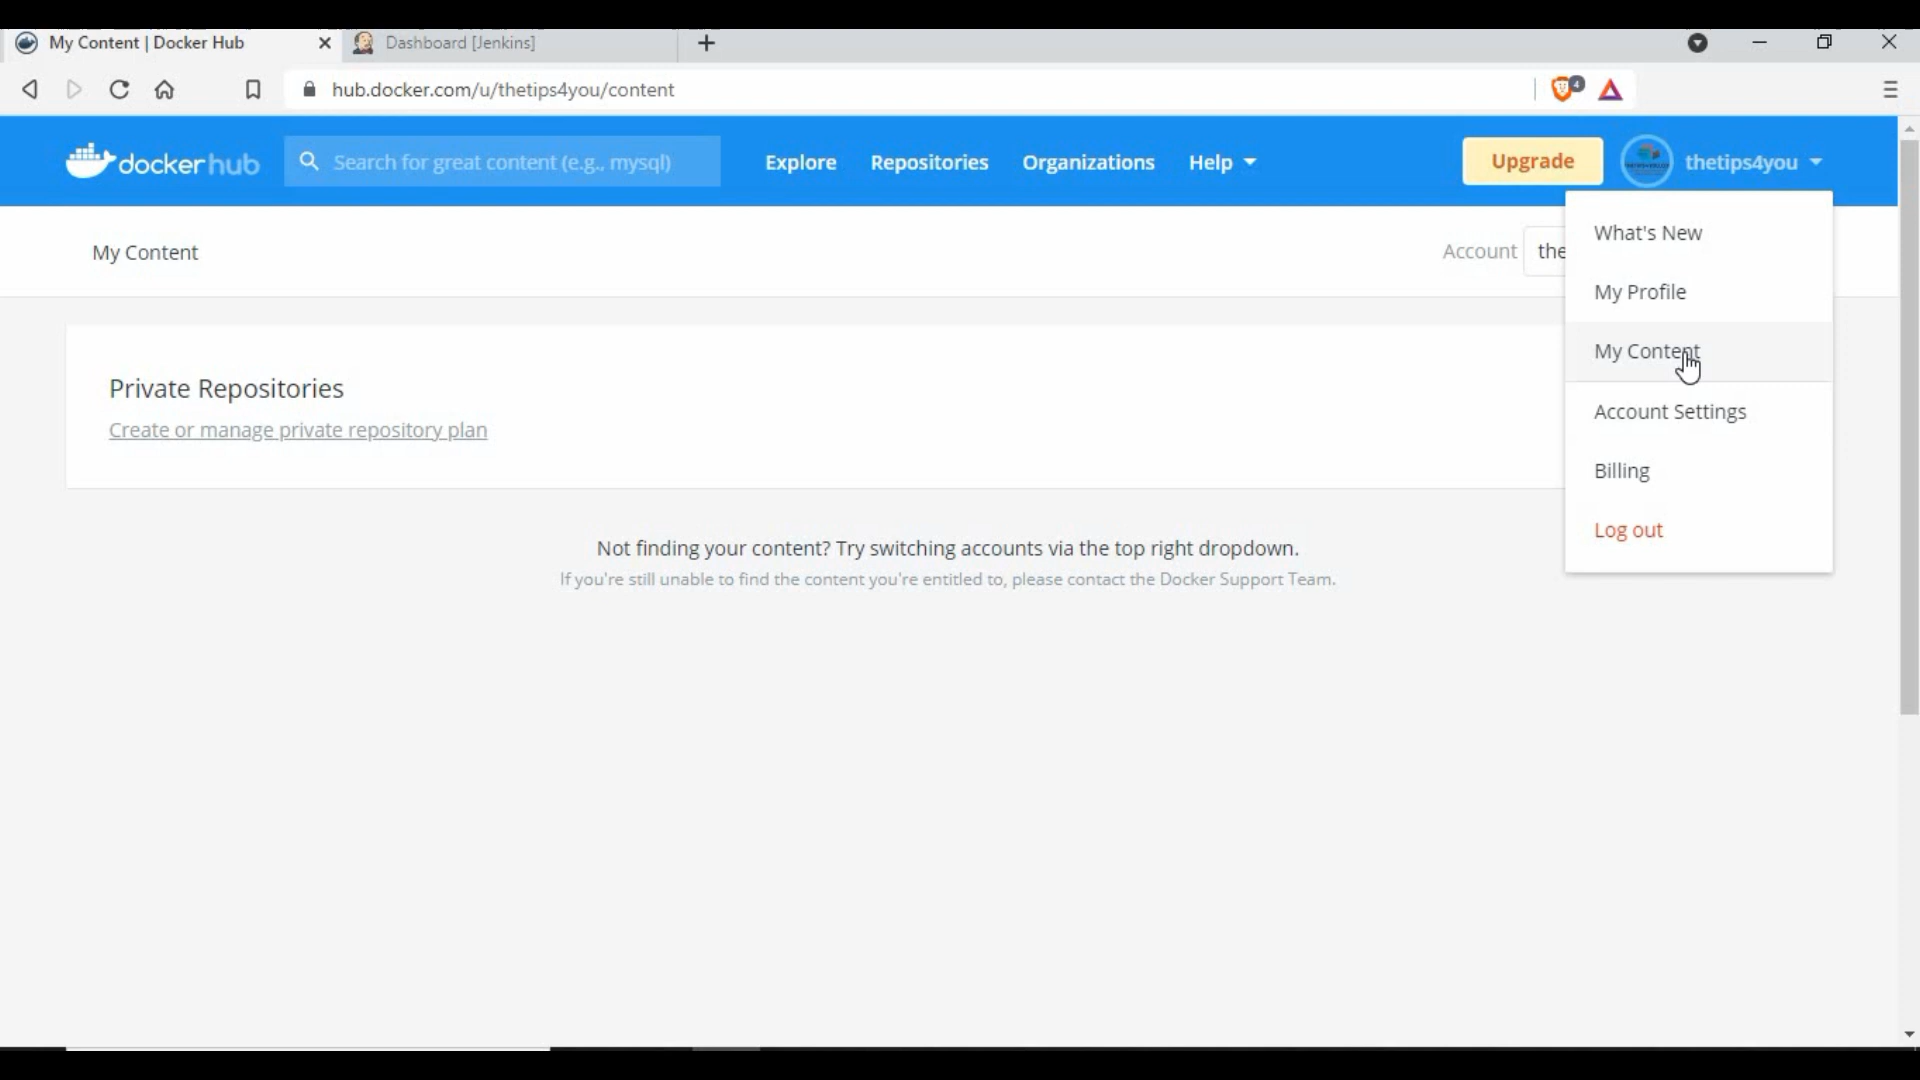 My Content | Docker Hub
Dashboard [Jenkins]
hub.docker.com/u/thetips4you/content
4
docker hub
Search for great content (e.g., mysql)
Explore
Repositories
Organizations
Help
Upgrade
thetips4you
My Content
Account
the
What's New
My Profile
My Content
Account Settings
Billing
Log out
Private Repositories
Create or manage private repository plan
Not finding your content? Try switching accounts via the top right dropdown.
If you're still unable to find the content you're entitled to, please contact the Docker Support Team.